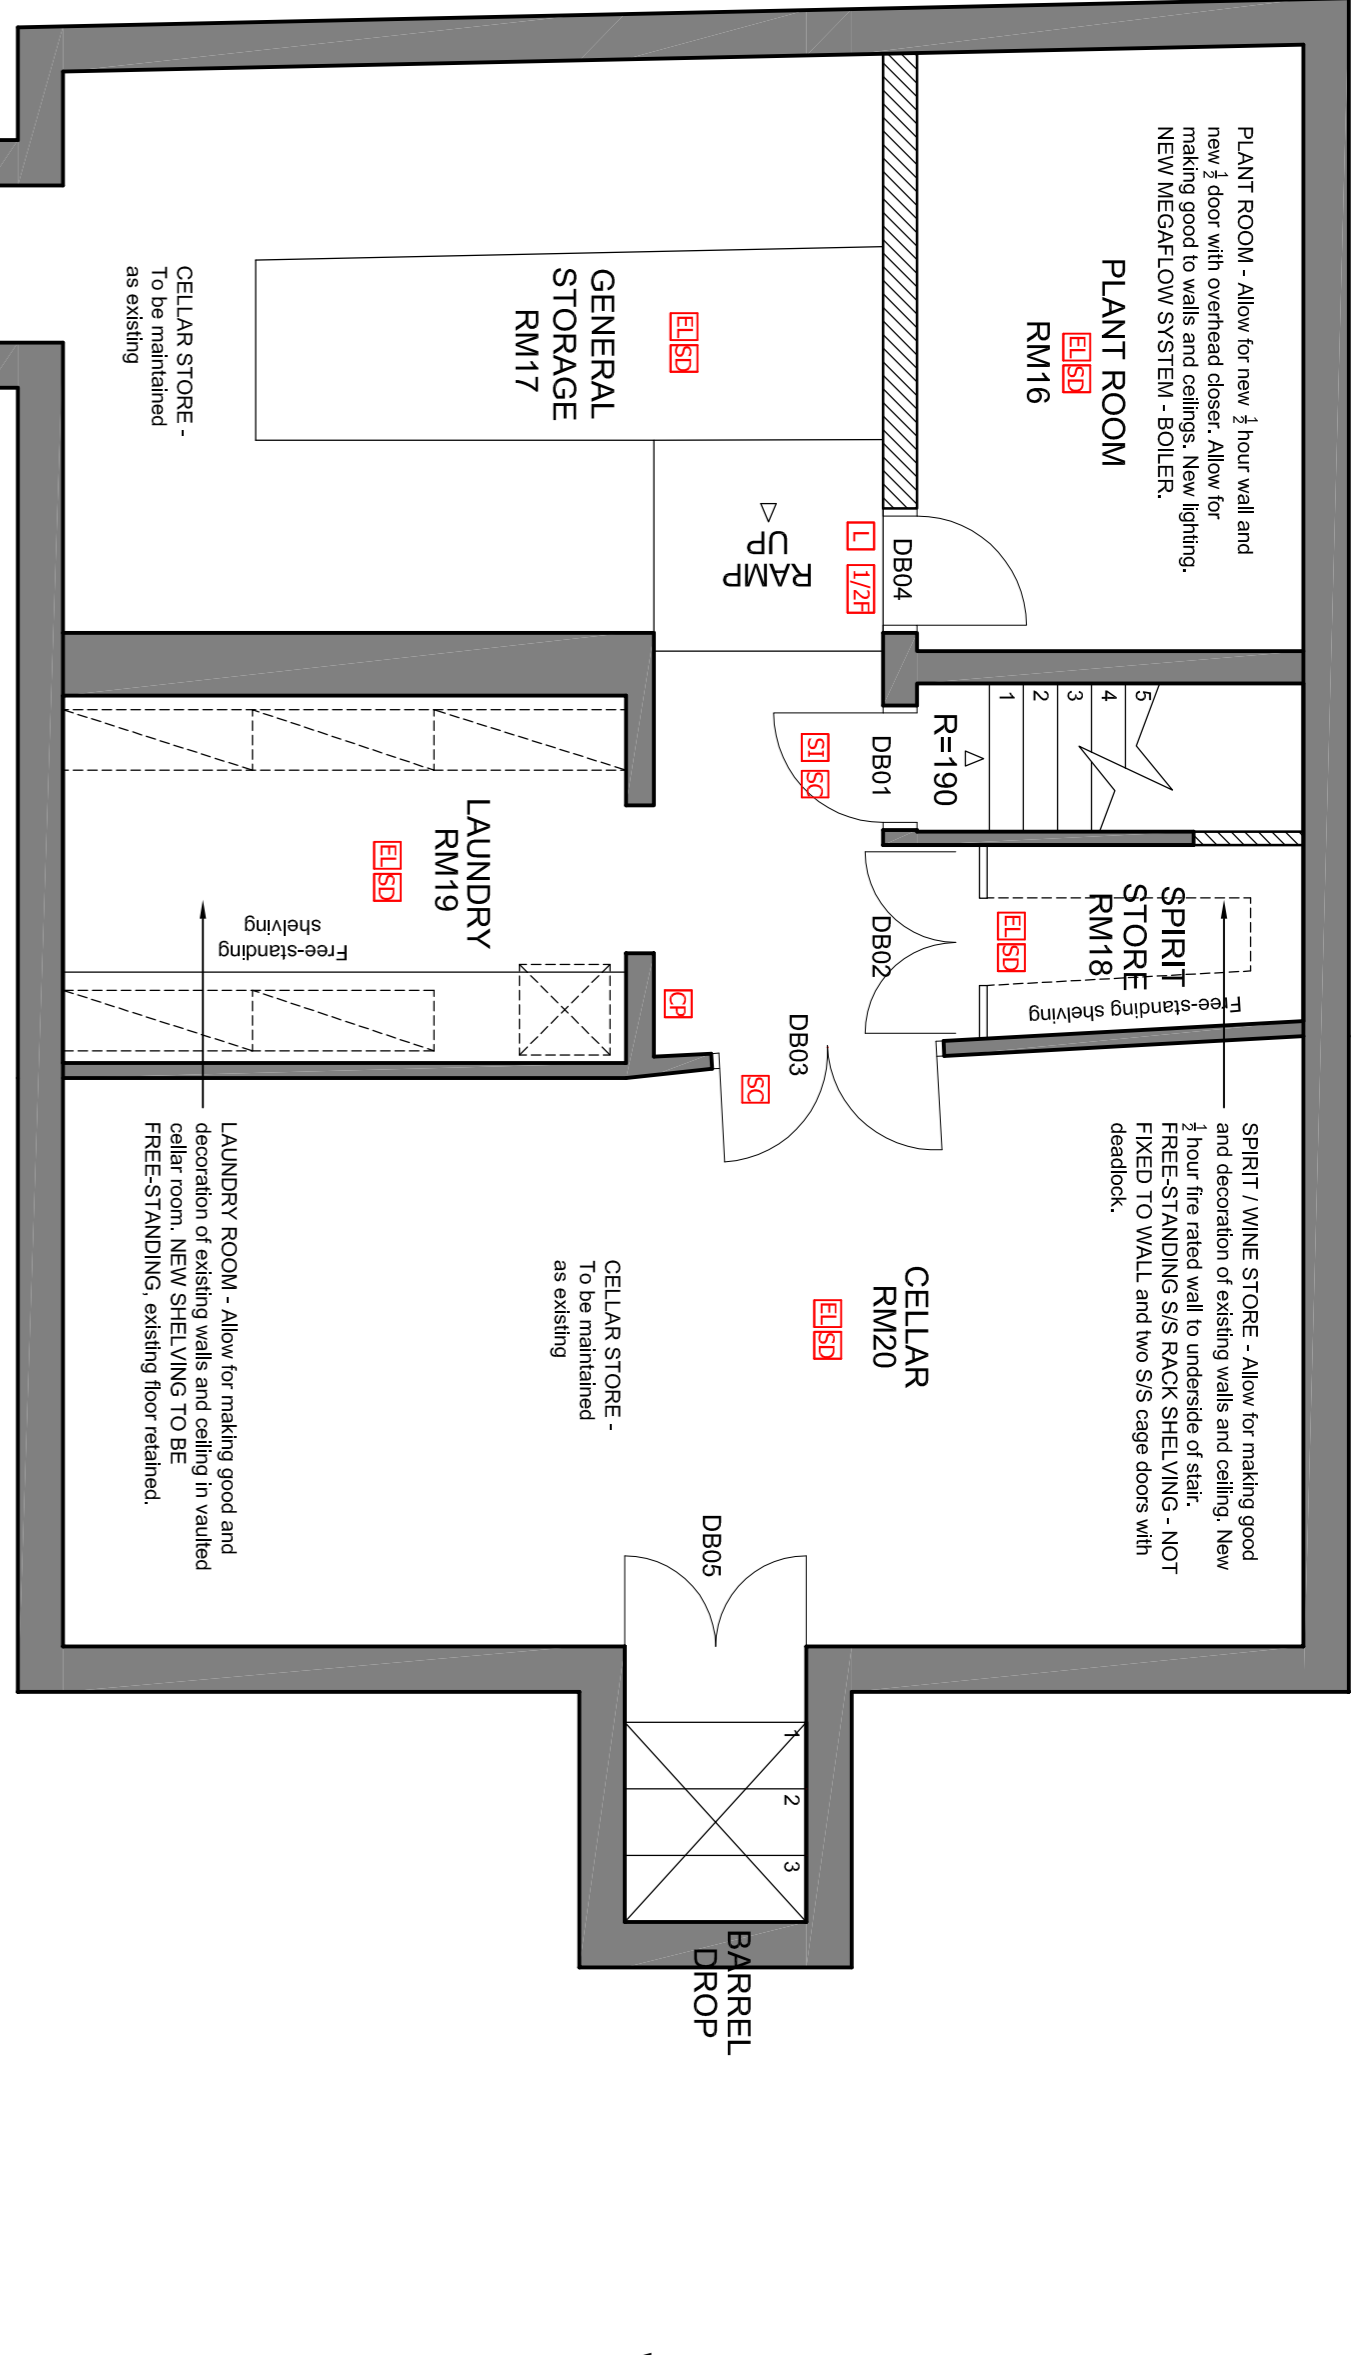 PLANT ROOM - Allow for new ½ hour wall and
new ½ door with overhead closer. Allow for
making good to walls and ceilings. New lighting.
NEW MEGAFLOW SYSTEM - BOILER.
PLANT ROOM
RM16
EL SD
DB04
L 1/2F
RAMP
UP
GENERAL
STORAGE
RM17
EL SD
CELLAR STORE -
To be maintained
as existing
5
4
3
2
1
R=190
DB01
SI SC
SPIRIT
STORE
RM18
EL SD
Free-standing shelving
DB02
DB03
CP
SC
LAUNDRY
RM19
EL SD
Free-standing
shelving
SPIRIT / WINE STORE - Allow for making good
and decoration of existing walls and ceiling. New
½ hour fire rated wall to underside of stair.
FREE-STANDING S/S RACK SHELVING - NOT
FIXED TO WALL and two S/S cage doors with
deadlock.
CELLAR
RM20
EL SD
CELLAR STORE -
To be maintained
as existing
LAUNDRY ROOM - Allow for making good and
decoration of existing walls and ceiling in vaulted
cellar room. NEW SHELVING TO BE
FREE-STANDING, existing floor retained.
DB05
1
2
3
BARREL
DROP